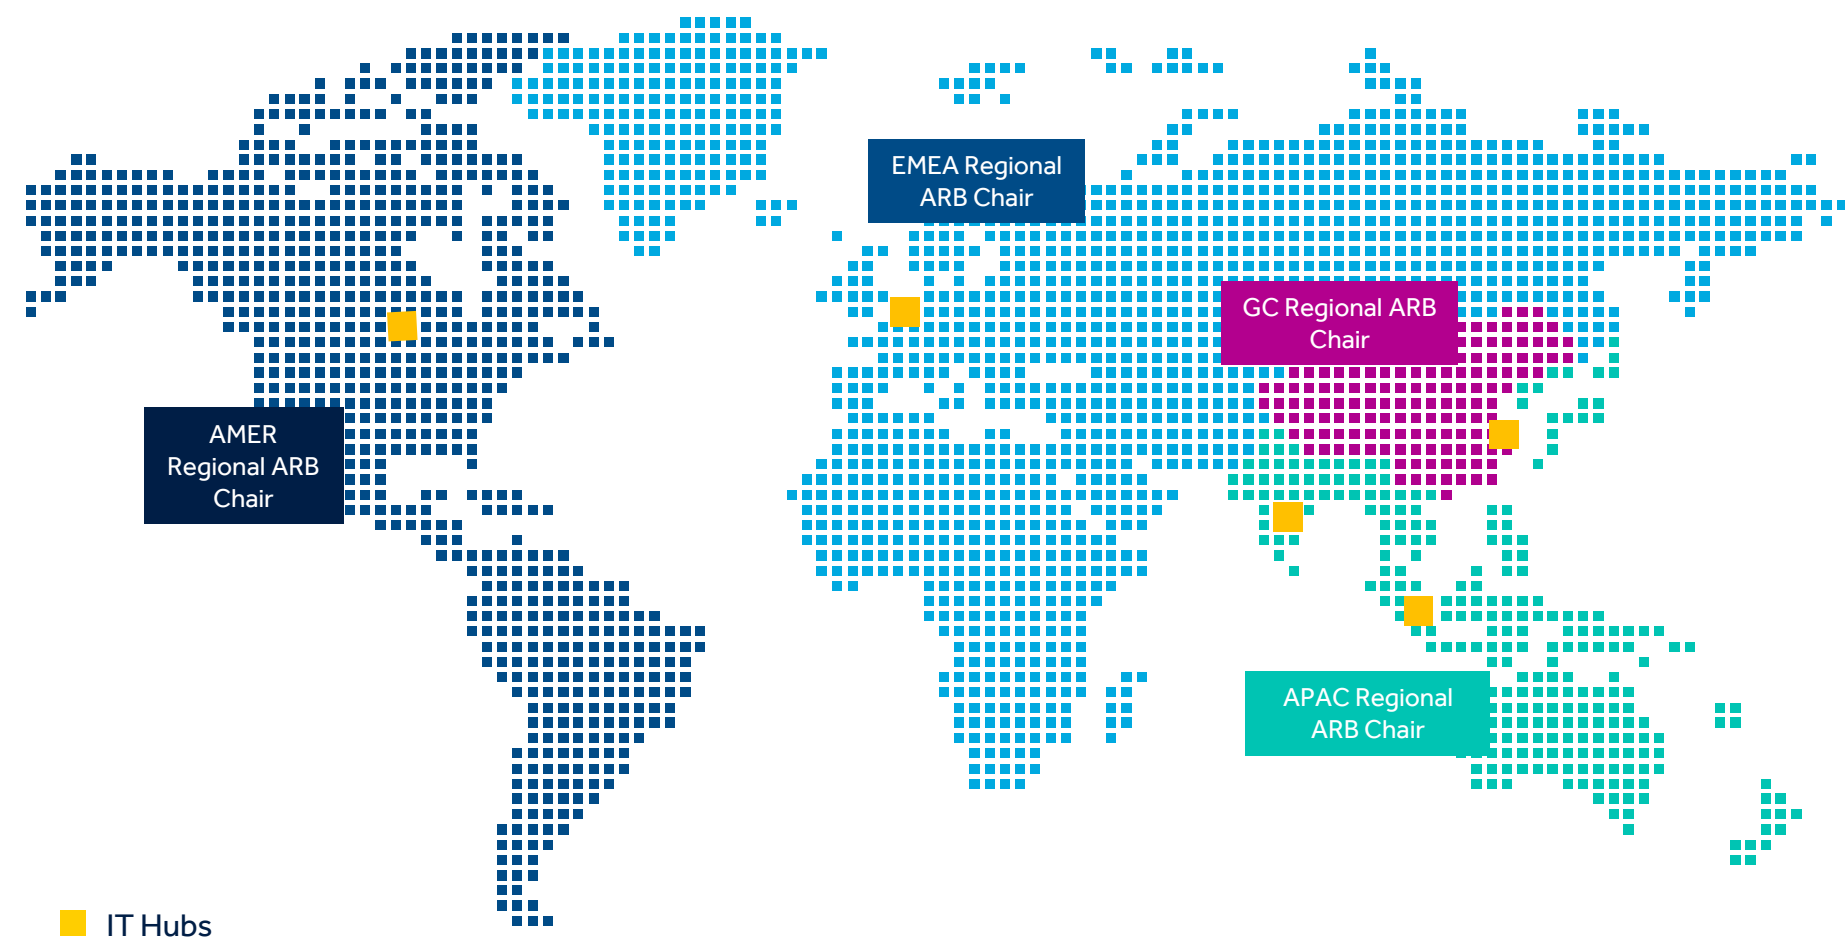 EMEA Regional
ARB Chair
GC Regional ARB
Chair
AMER
Regional ARB
Chair
APAC Regional
ARB Chair
IT Hubs